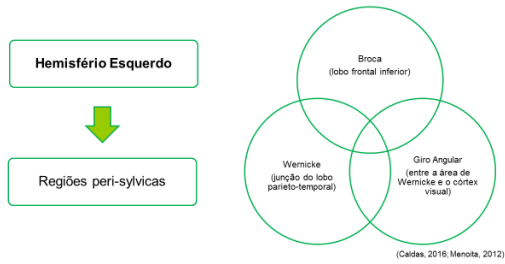 Hemisfério Esquerdo
Regiões peri-sylvicas
Broca
(lobo frontal inferior)
Wernicke
(junção do lobo
parieto-temporal)
Giro Angular
(entre a área de
Wernicke e o córtex
visual)
(Caldas, 2016; Menoita, 2012)